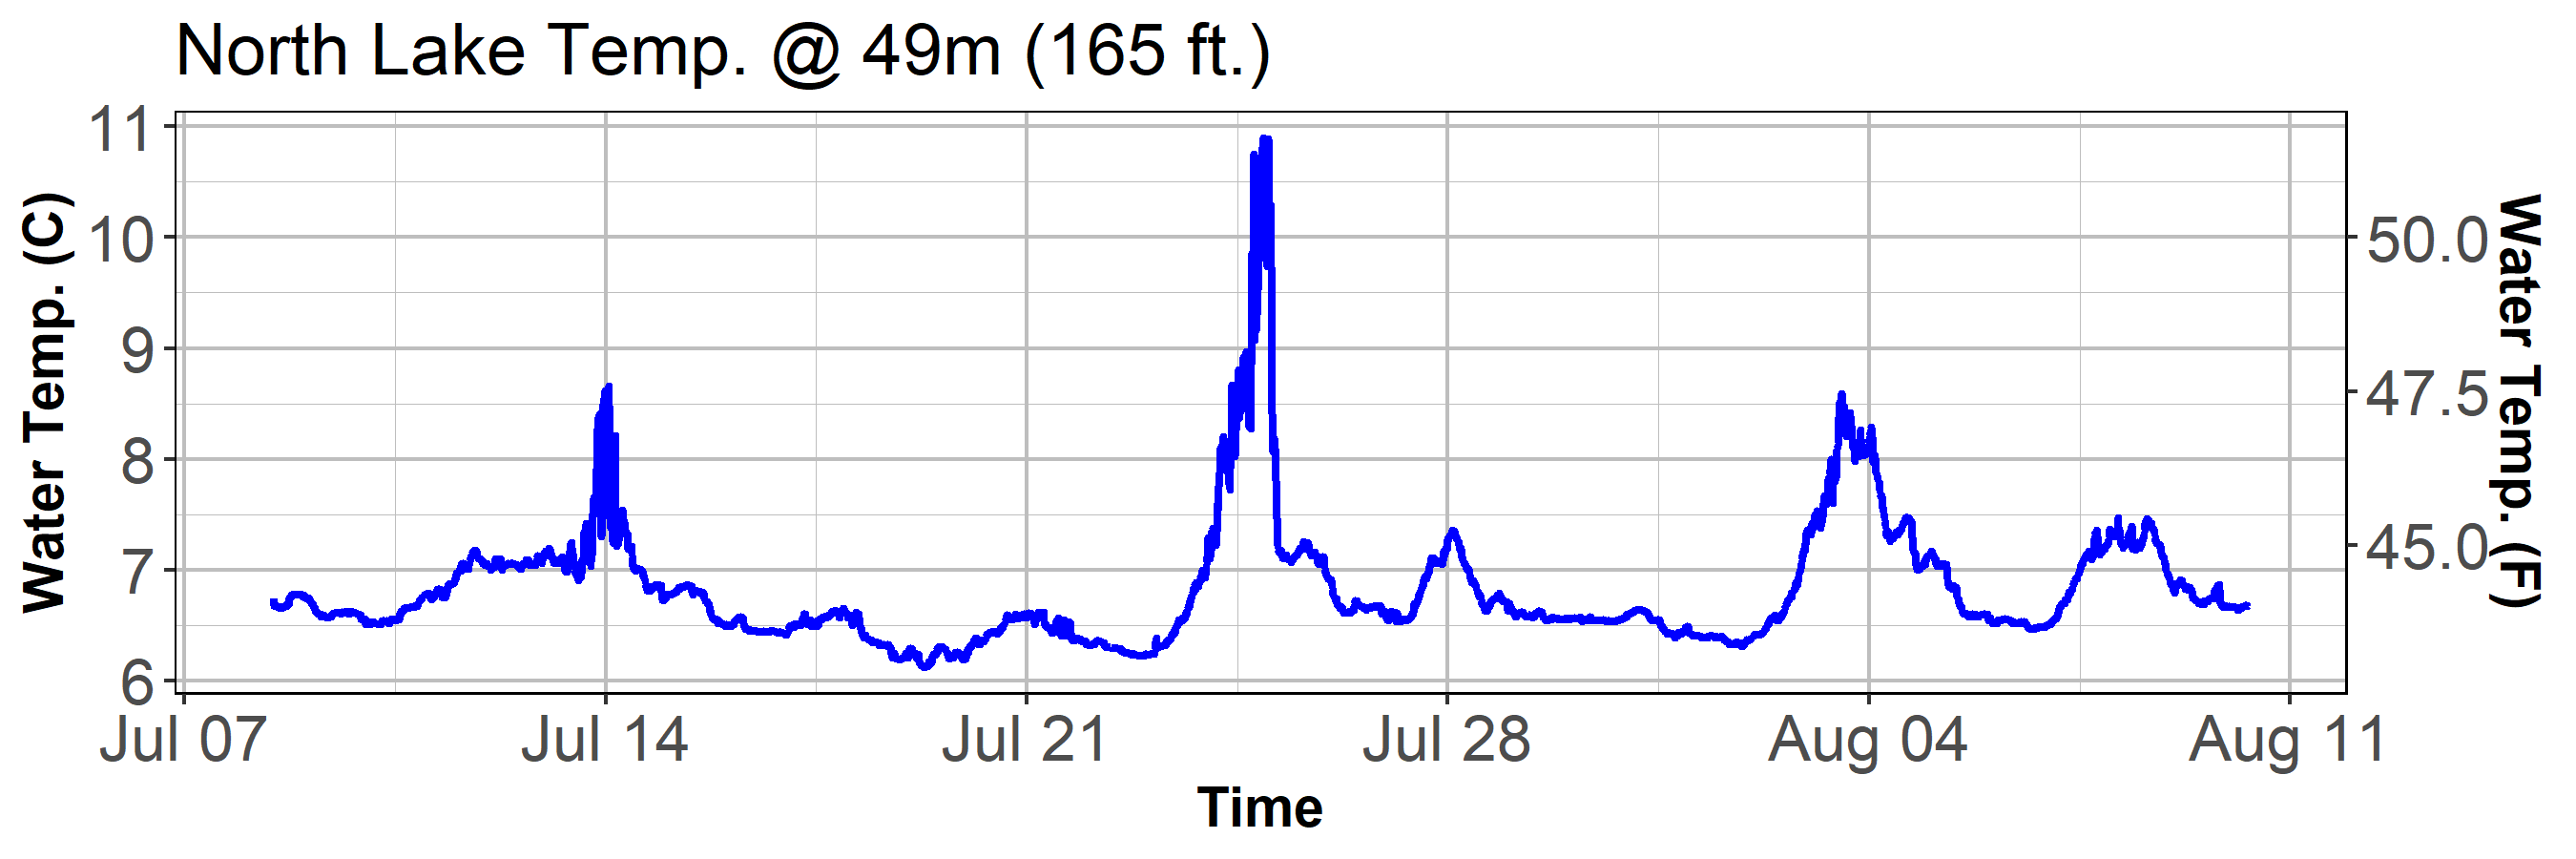 North Lake Temp. @ 49m (165 ft.)
Water Temp. (C)
11
10
9
8
7
6
50.0
47.5
45.0
Water Temp. (F)
Jul 07 Jul 14 Jul 21 Jul 28 Aug 04 Aug 11
Time